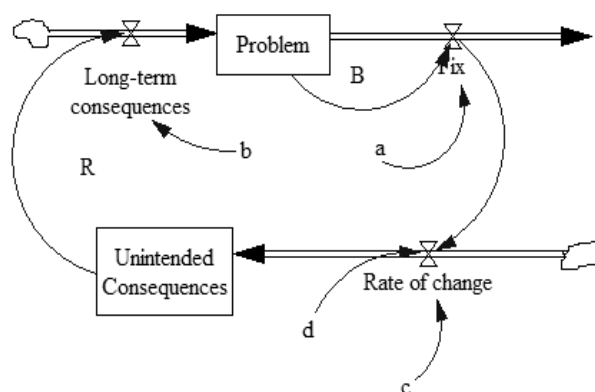 Problem
Long-term
consequences
B
Fix
b
a
R
Unintended
Consequences
Rate of change
d
c